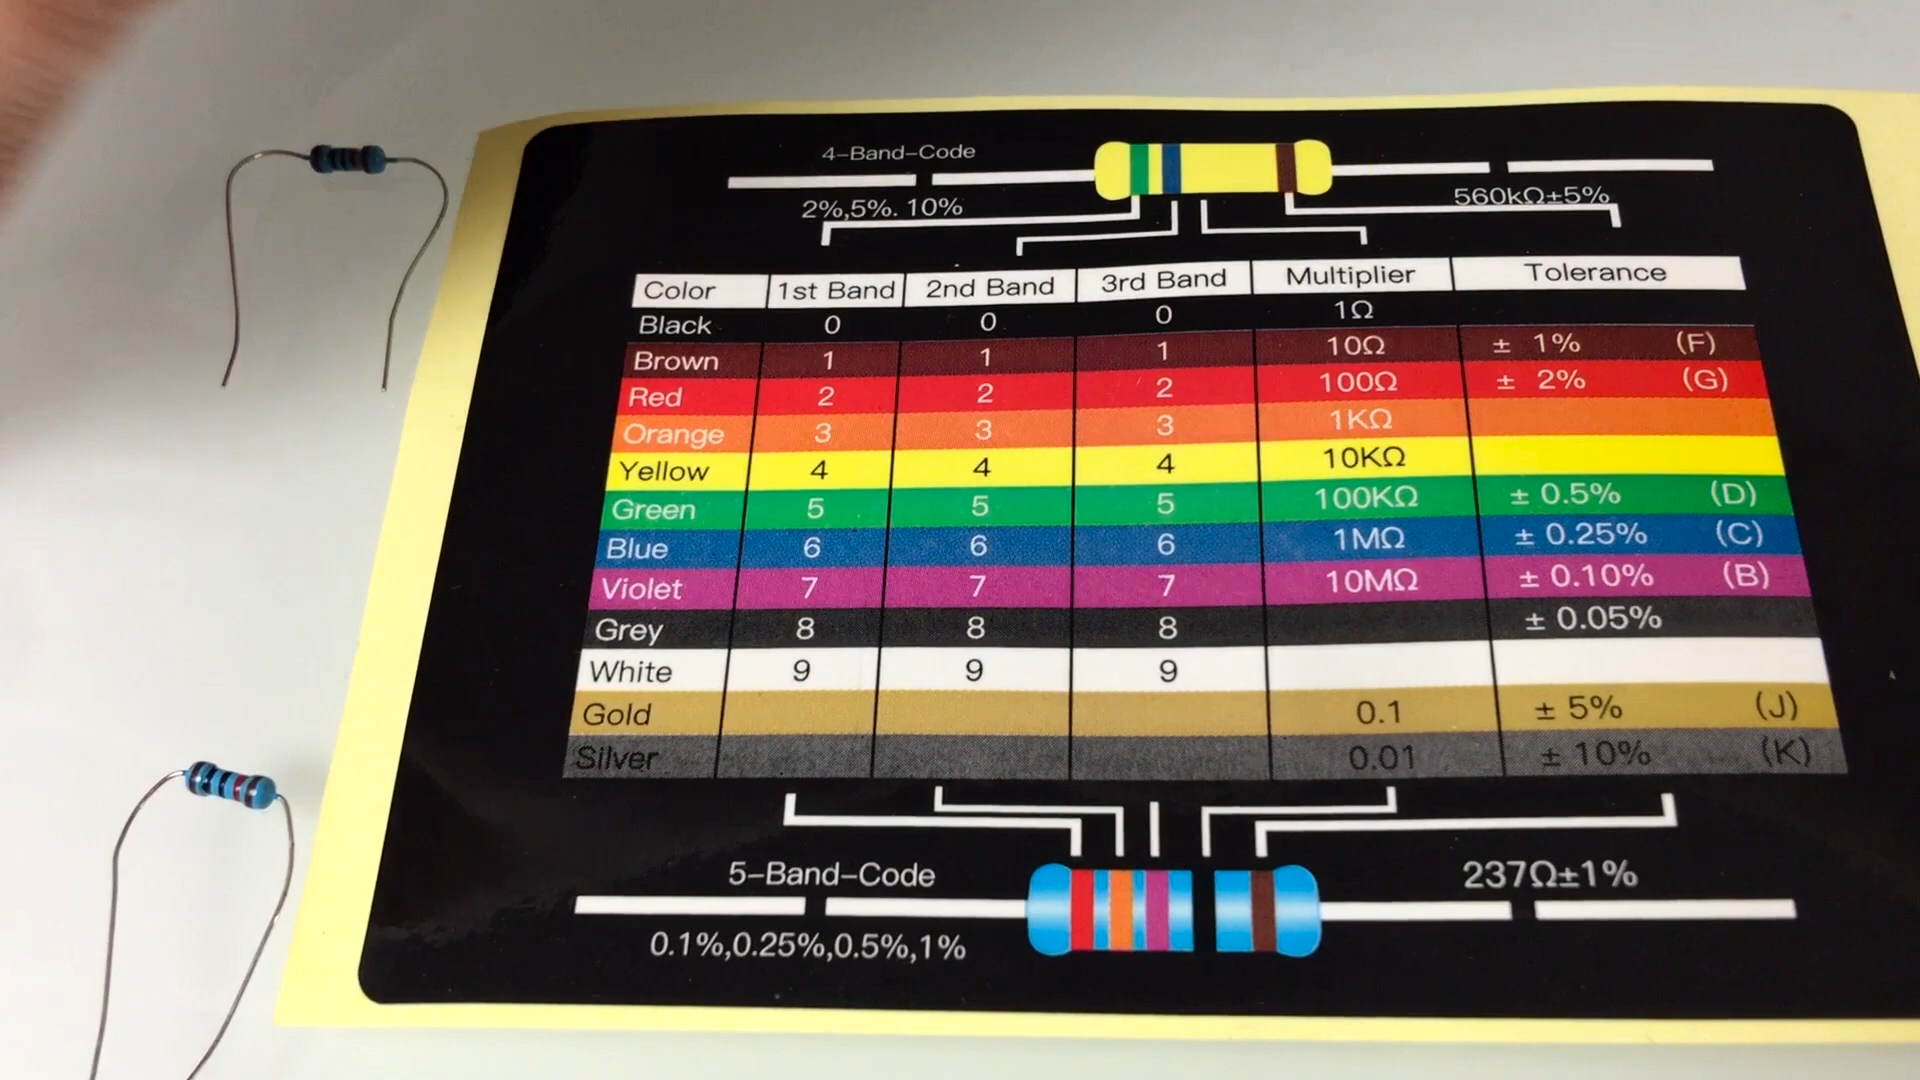 4-Band-Code
2%,5%. 10%
560kΩ±5%
Color 1st Band 2nd Band 3rd Band Multiplier Tolerance
Black 0 0 0 1Ω
Brown 1 1 1 10Ω ± 1% (F)
Red 2 2 2 100Ω ± 2% (G)
Orange 3 3 3 1KΩ
Yellow 4 4 4 10KΩ
Green 5 5 5 100KΩ ± 0.5% (D)
Blue 6 6 6 1MΩ ± 0.25% (C)
Violet 7 7 7 10MΩ ± 0.10% (B)
Grey 8 8 8 ± 0.05%
White 9 9 9
Gold 0.1 ± 5% (J)
Silver 0.01 ± 10% (K)
5-Band-Code
237Ω±1%
0.1%,0.25%,0.5%,1%